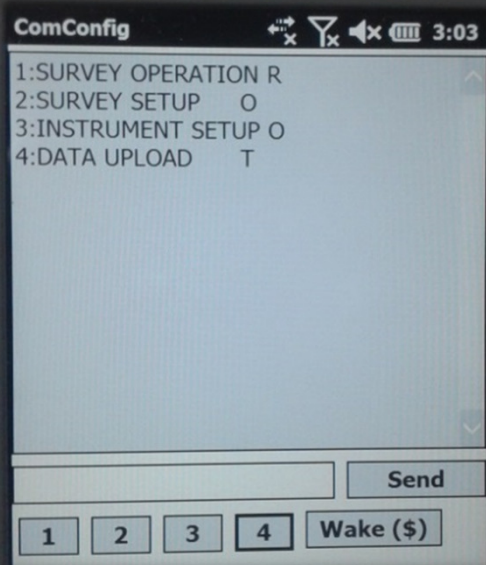 ComConfig 3:03
1:SURVEY OPERATION R
2:SURVEY SETUP O
3:INSTRUMENT SETUP O
4:DATA UPLOAD T
Send
1 2 3 4 Wake ($)